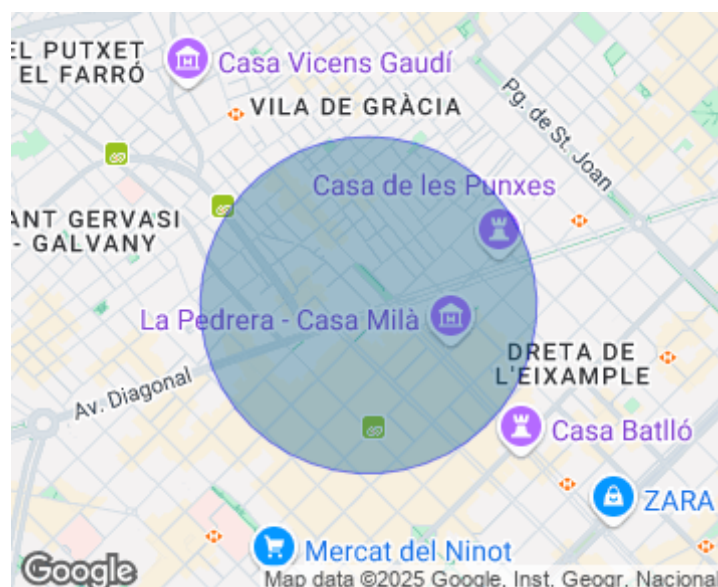 EL PUTXET
EL FARRÓ
Casa Vicens Gaudí
VILA DE GRÀCIA
Pg. de St. Joan
Casa de les Punxes
ANT GERVASI
- GALVANY
La Pedrera - Casa Milà
DRETA DE
L'EIXAMPLE
Av. Diagonal
Casa Batlló
ZARA
Mercat del Ninot
Google
Map data ©2025 Google, Inst. Geogr. Nacional